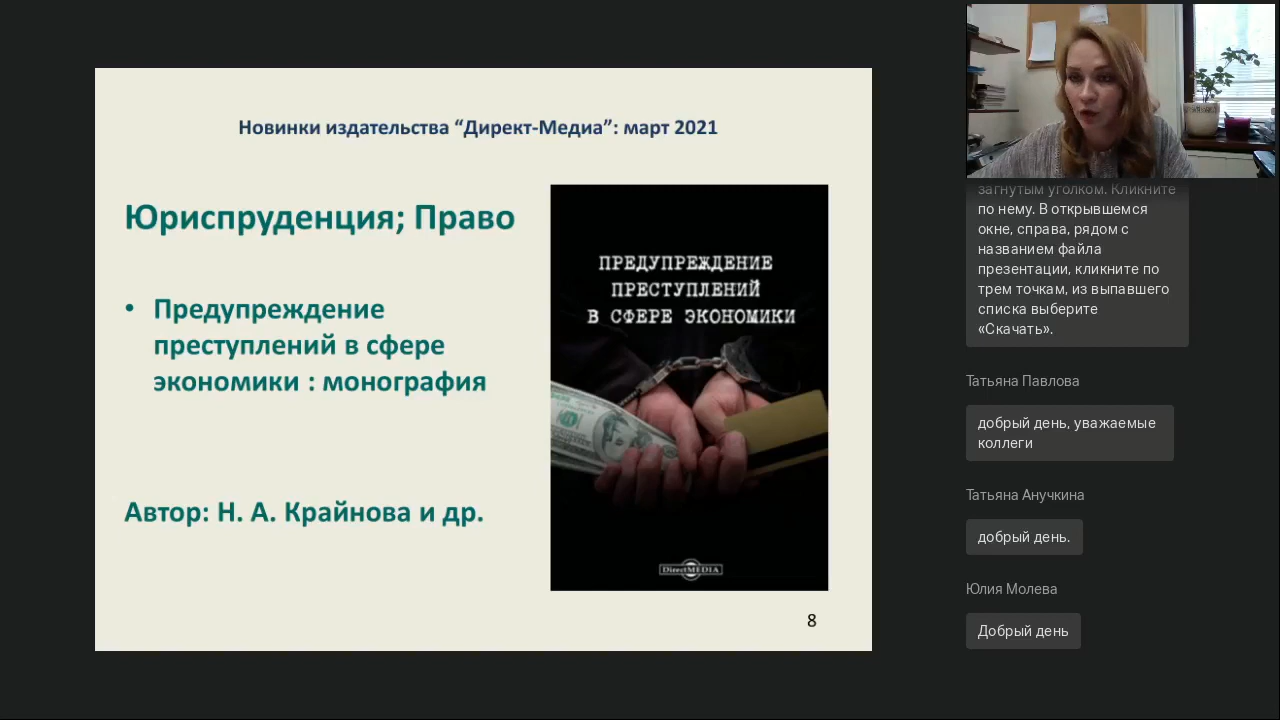 Новинки издательства “Директ-Медиа”: март 2021
Юриспруденция; Право
• Предупреждение
преступлений в сфере
экономики : монография
Автор: Н. А. Крайнова и др.
ПРЕДУПРЕЖДЕНИЕ
ПРЕСТУПЛЕНИЙ
В СФЕРЕ ЭКОНОМИКИ
DirectMEDIA
8
загнутым уголком. Кликните
по нему. В открывшемся
окне, справа, рядом с
названием файла
презентации, кликните по
трем точкам, из выпавшего
списка выберите
«Скачать».
Татьяна Павлова
добрый день, уважаемые
коллеги
Татьяна Анучкина
добрый день.
Юлия Молева
Добрый день